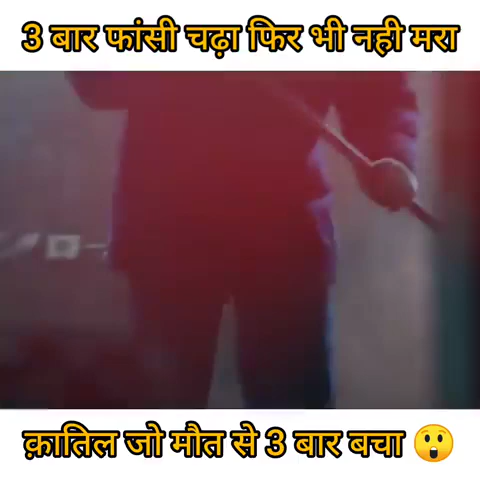 3 बार फांसी चढ़ा फिर भी नही मरा
क़ातिल जो मौत से 3 बार बचा 😲